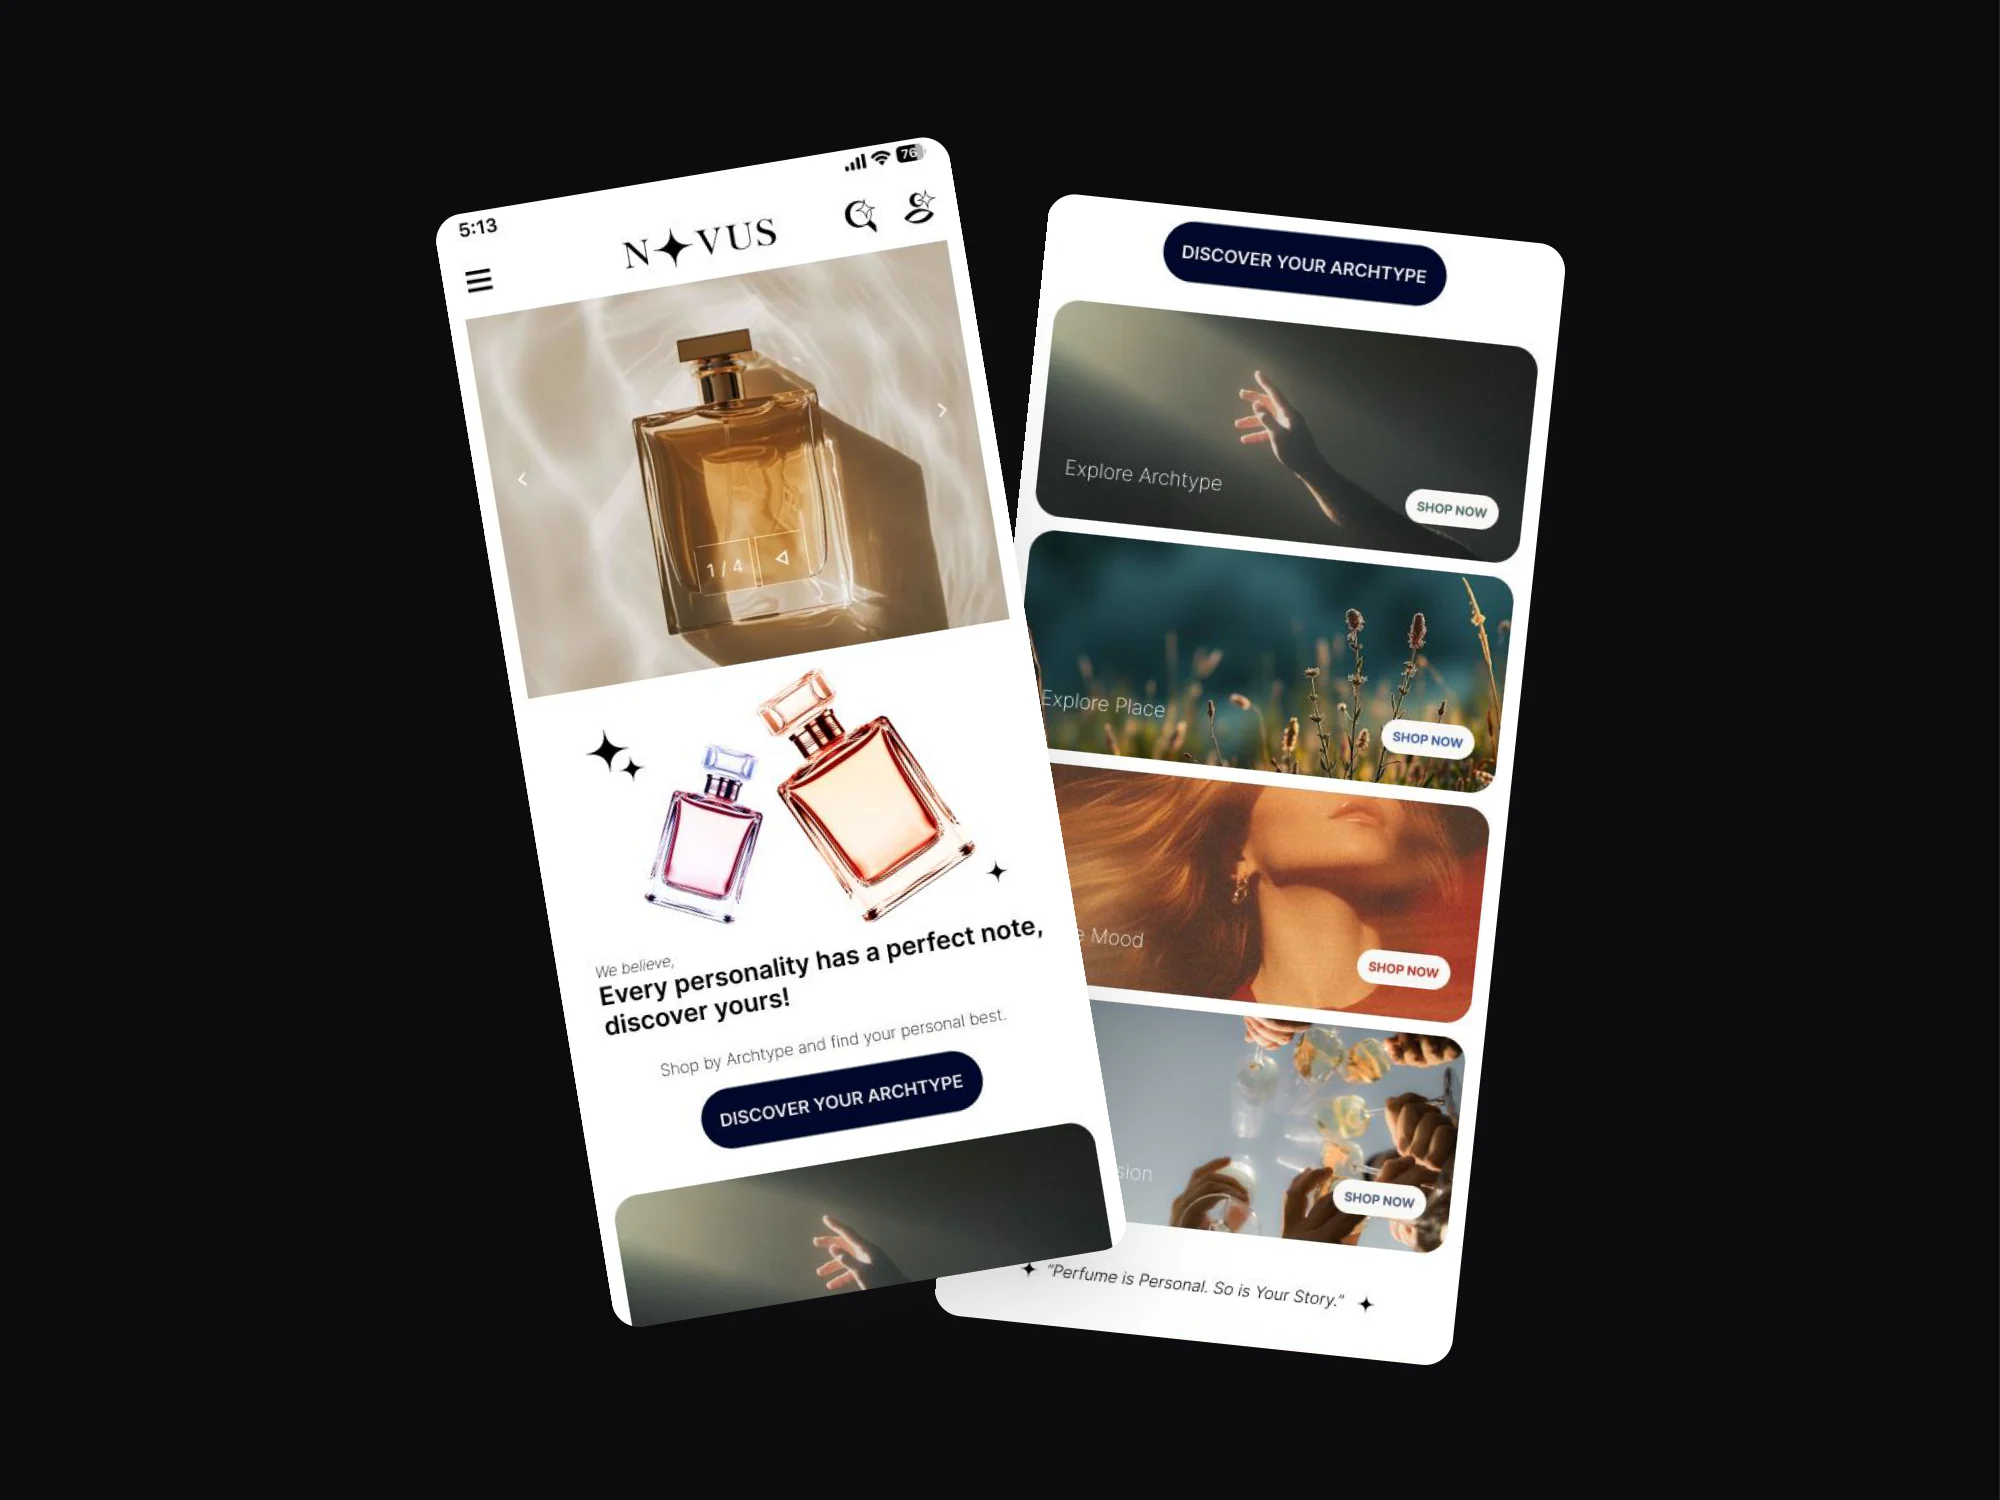 5:13
76
N✦VUS
1/4
We believe,
Every personality has a perfect note,
discover yours!
Shop by Archtype and find your personal best.
DISCOVER YOUR ARCHTYPE
DISCOVER YOUR ARCHTYPE
Explore Archtype
SHOP NOW
Explore Place
SHOP NOW
Mood
SHOP NOW
SHOP NOW
"Perfume is Personal. So is Your Story."